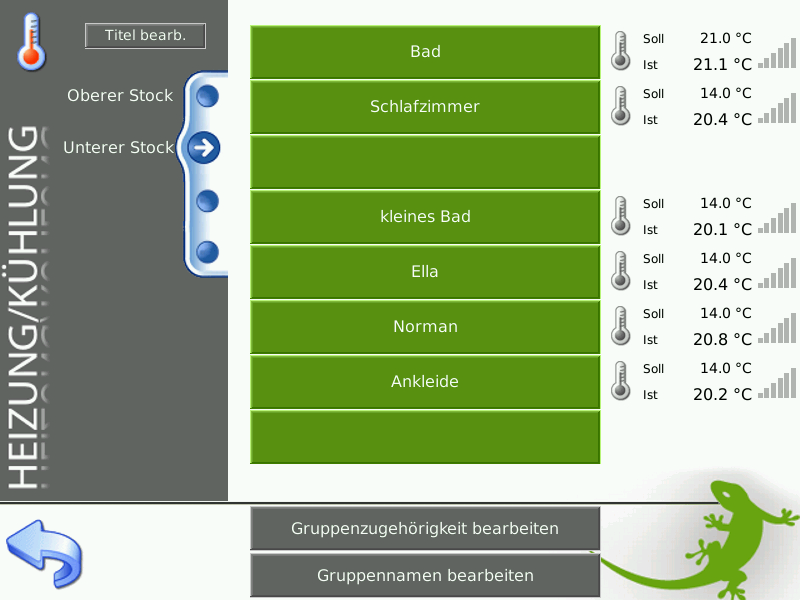 HEIZUNG/KÜHLUNG
Titel bearb.
Oberer Stock
Unterer Stock
Bad
Soll 21.0 °C
Ist 21.1 °C
Schlafzimmer
Soll 14.0 °C
Ist 20.4 °C
kleines Bad
Soll 14.0 °C
Ist 20.1 °C
Ella
Soll 14.0 °C
Ist 20.4 °C
Norman
Soll 14.0 °C
Ist 20.8 °C
Ankleide
Soll 14.0 °C
Ist 20.2 °C
Gruppenzugehörigkeit bearbeiten
Gruppennamen bearbeiten